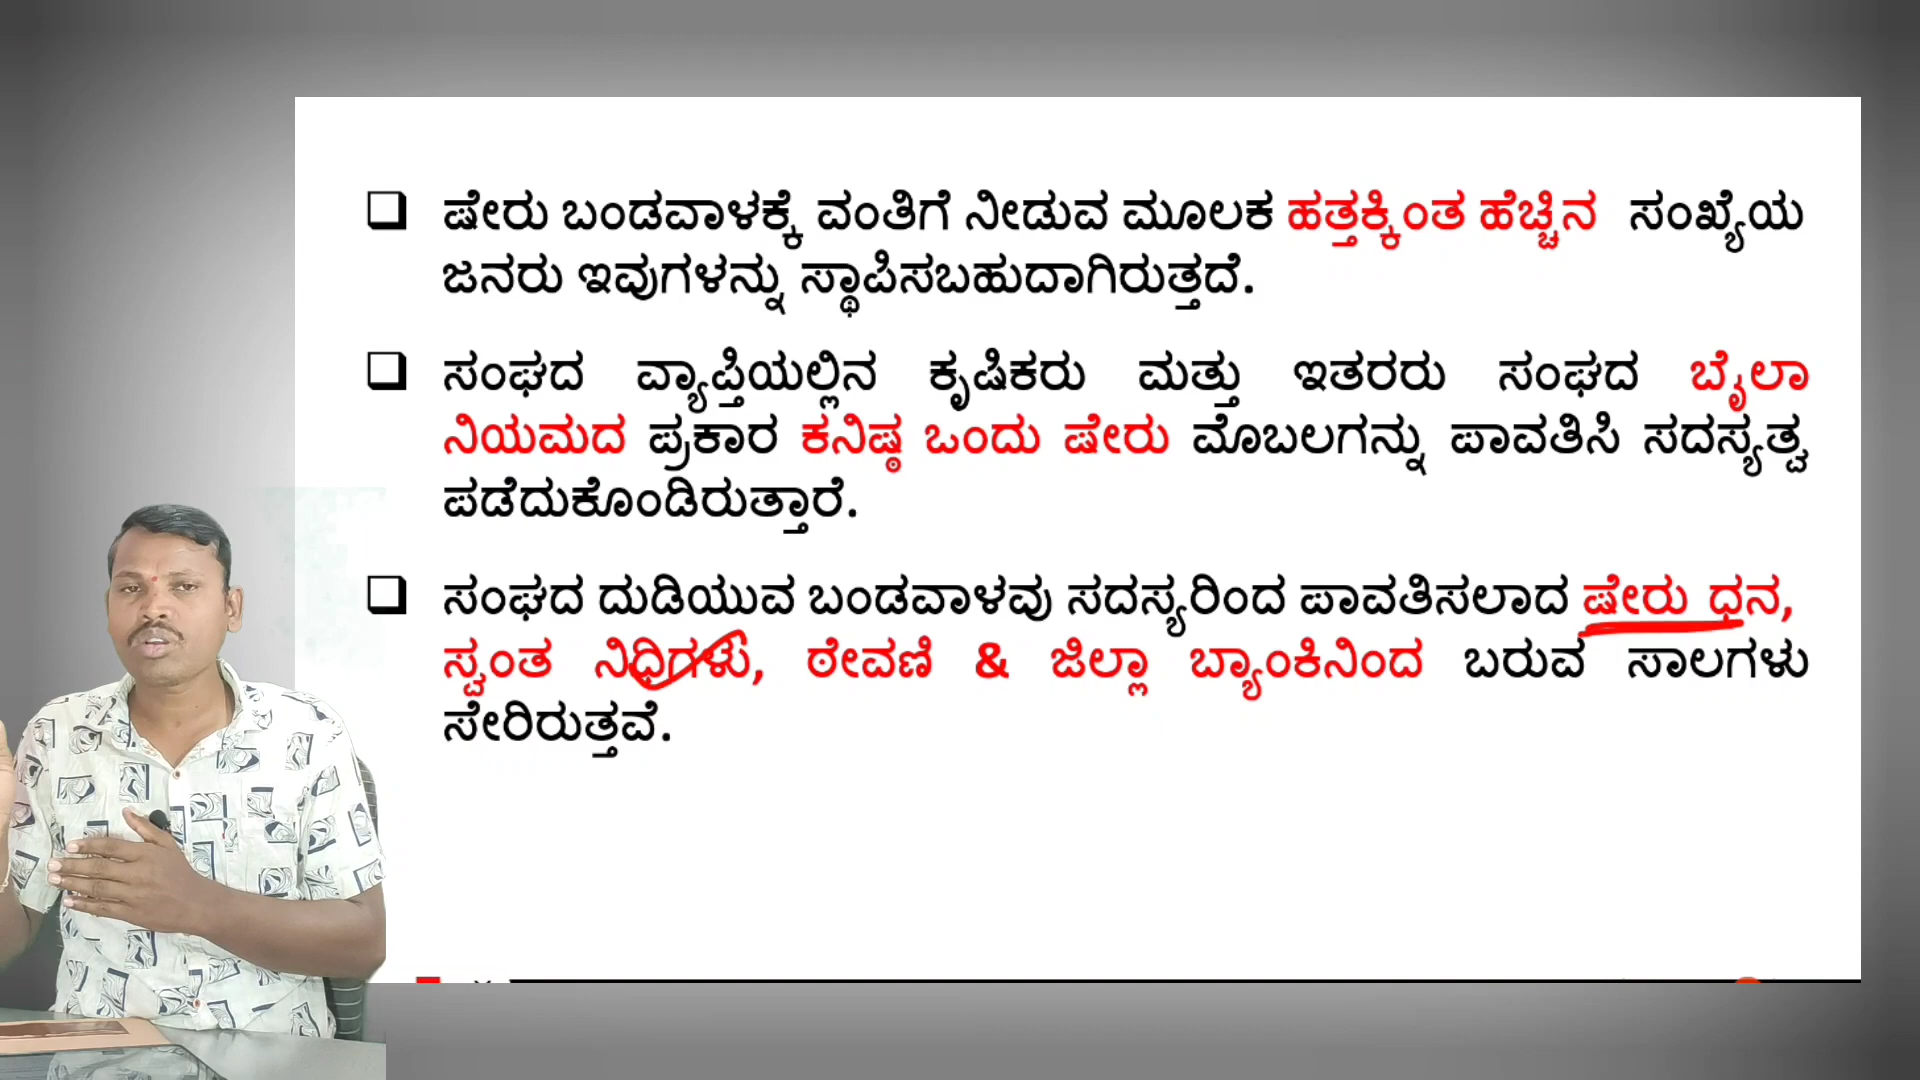 ❑ ಷೇರು ಬಂಡವಾಳಕ್ಕೆ ವಂತಿಗೆ ನೀಡುವ ಮೂಲಕ ಹತ್ತಕ್ಕಿಂತ ಹೆಚ್ಚಿನ ಸಂಖ್ಯೆಯ
ಜನರು ಇವುಗಳನ್ನು ಸ್ಥಾಪಿಸಬಹುದಾಗಿರುತ್ತದೆ.
❑ ಸಂಘದ ವ್ಯಾಪ್ತಿಯಲ್ಲಿನ ಕೃಷಿಕರು ಮತ್ತು ಇತರರು ಸಂಘದ ಬೈಲಾ
ನಿಯಮದ ಪ್ರಕಾರ ಕನಿಷ್ಠ ಒಂದು ಷೇರು ಮೊಬಲಗನ್ನು ಪಾವತಿಸಿ ಸದಸ್ಯತ್ವ
ಪಡೆದುಕೊಂಡಿರುತ್ತಾರೆ.
❑ ಸಂಘದ ದುಡಿಯುವ ಬಂಡವಾಳವು ಸದಸ್ಯರಿಂದ ಪಾವತಿಸಲಾದ ಷೇರು ಧನ,
ಸ್ವಂತ ನಿಧಿಗಳು, ಠೇವಣಿ & ಜಿಲ್ಲಾ ಬ್ಯಾಂಕಿನಿಂದ ಬರುವ ಸಾಲಗಳು
ಸೇರಿರುತ್ತವೆ.